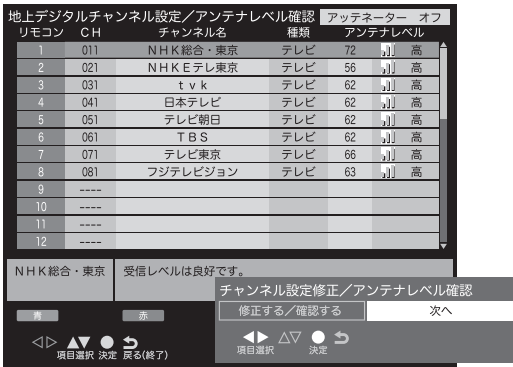 地上デジタルチャンネル設定／アンテナレベル確認 アッテネーター オフ
リモコン CH チャンネル名 種類 アンテナレベル
1 011 NHK総合・東京 テレビ 72 高
2 021 NHKEテレ東京 テレビ 56 高
3 031 tvk テレビ 62 高
4 041 日本テレビ テレビ 62 高
5 051 テレビ朝日 テレビ 62 高
6 061 TBS テレビ 62 高
7 071 テレビ東京 テレビ 66 高
8 081 フジテレビジョン テレビ 63 高
9 ----
10 ----
11 ----
12 ----
NHK総合・東京 受信レベルは良好です。
チャンネル設定修正／アンテナレベル確認
修正する／確認する 次へ
青 赤
項目選択 決定 戻る(終了)
項目選択 決定